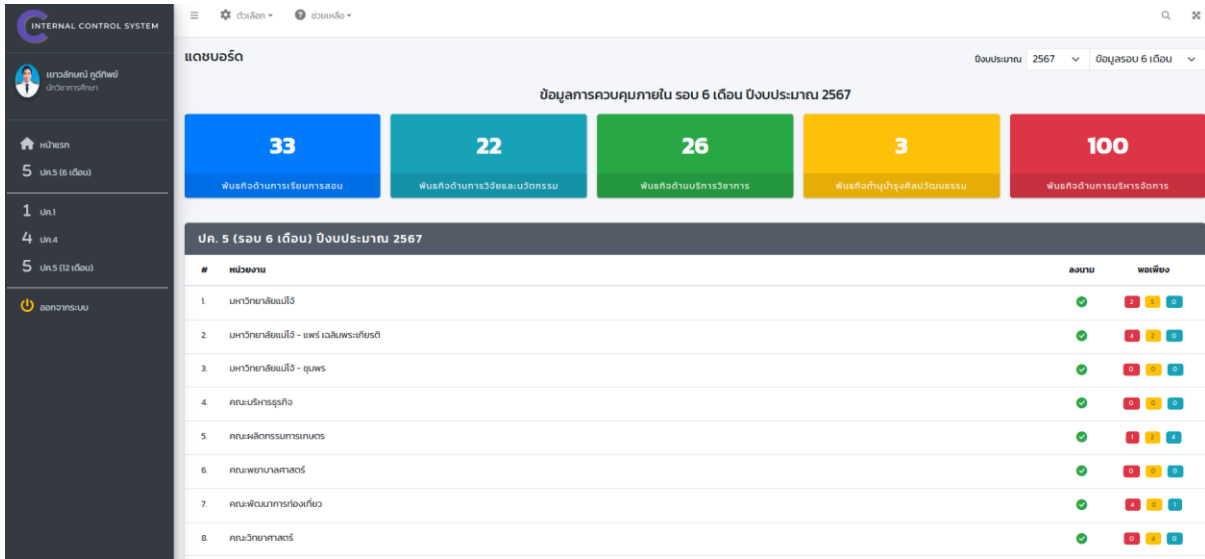 INTERNAL CONTROL SYSTEM
ตัวเลือก
ช่วยเหลือ
เยาวลักษณ์ ภูดีทิพย์
นักวิชาการศึกษา
หน้าแรก
5 ปค.5 (6 เดือน)
1 ปค.1
4 ปค.4
5 ปค.5 (12 เดือน)
ออกจากระบบ
แดชบอร์ด
ปีงบประมาณ 2567 ข้อมูลรอบ 6 เดือน
ข้อมูลการควบคุมภายใน รอบ 6 เดือน ปีงบประมาณ 2567
33 22 26 3 100
พันธกิจด้านการเรียนการสอน พันธกิจด้านการวิจัยและนวัตกรรม พันธกิจด้านบริการวิชาการ พันธกิจทำนุบำรุงศิลปวัฒนธรรม พันธกิจด้านการบริหารจัดการ
ปค. 5 (รอบ 6 เดือน) ปีงบประมาณ 2567
# หน่วยงาน ลงนาม พอเพียง
1. มหาวิทยาลัยแม่โจ้ 2 5 0
2. มหาวิทยาลัยแม่โจ้ - แพร่ เฉลิมพระเกียรติ 4 2 0
3. มหาวิทยาลัยแม่โจ้ - ชุมพร 0 0 0
4. คณะบริหารธุรกิจ 0 0 0
5. คณะผลิตกรรมการเกษตร 1 2 4
6. คณะพยาบาลศาสตร์ 0 0 0
7. คณะพัฒนาการท่องเที่ยว 4 0 1
8. คณะวิทยาศาสตร์ 0 4 0